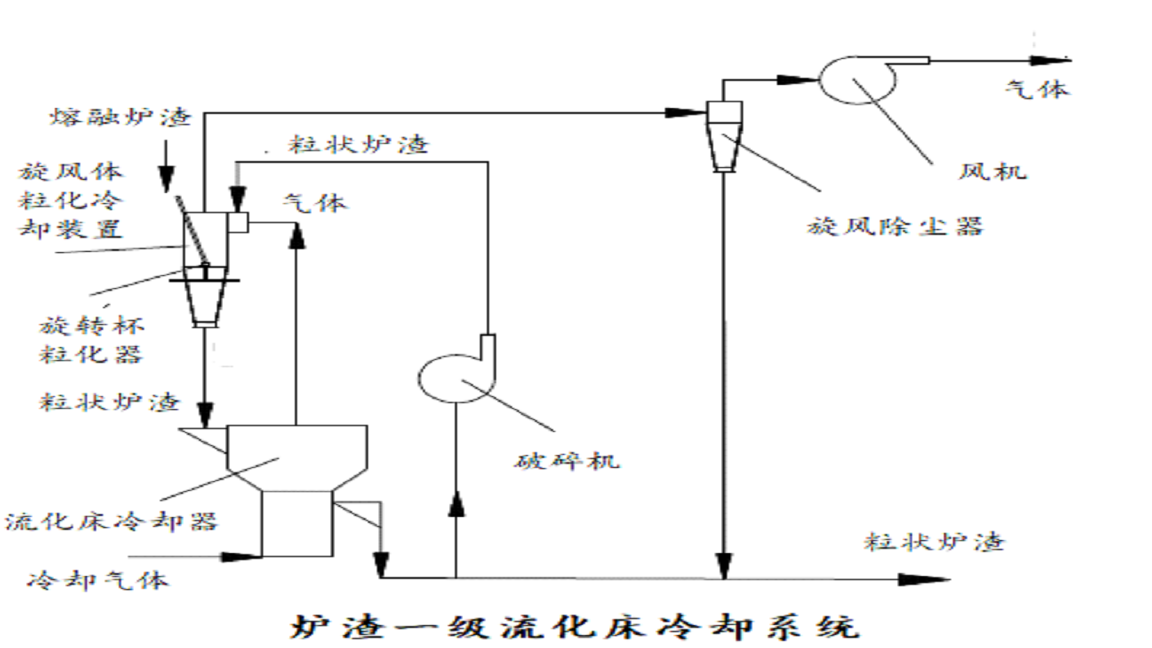 气体
熔融炉渣
粒状炉渣
旋风体
粒化冷
却装置
风机
气体
旋风除尘器
旋转杯
粒化器
粒状炉渣
破碎机
流化床冷却器
粒状炉渣
冷却气体
炉渣一级流化床冷却系统